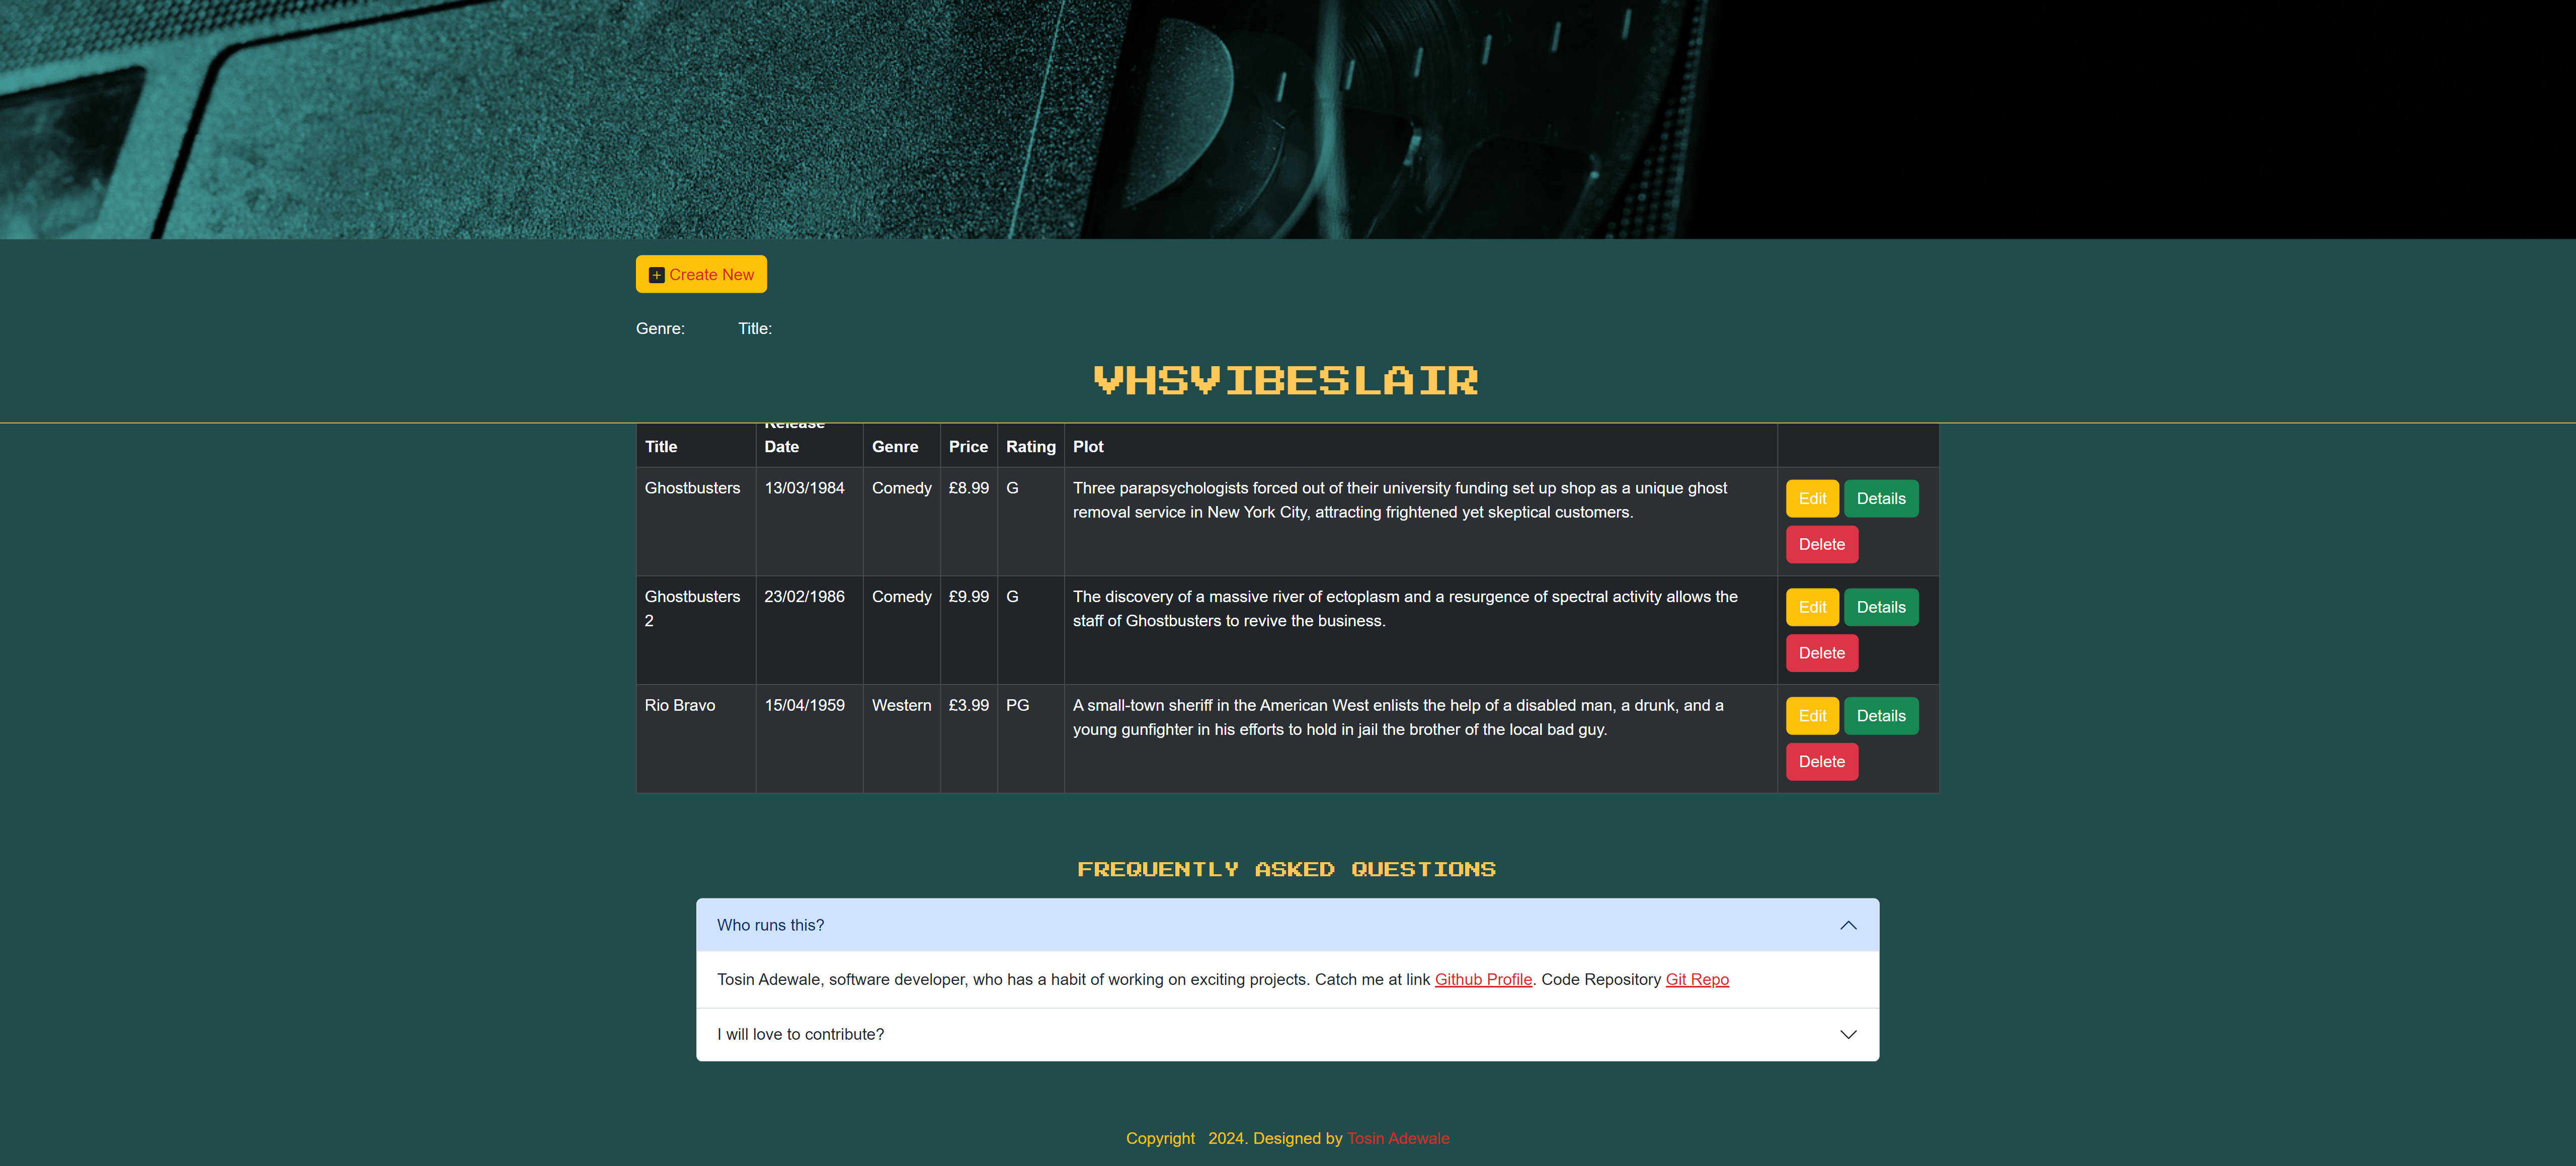 Create New
Genre: Title:
VHSVIBESLAIR
Release
Title Date Genre Price Rating Plot
Ghostbusters 13/03/1984 Comedy £8.99 G Three parapsychologists forced out of their university funding set up shop as a unique ghost
removal service in New York City, attracting frightened yet skeptical customers.
Edit Details
Delete
Ghostbusters 23/02/1986 Comedy £9.99 G The discovery of a massive river of ectoplasm and a resurgence of spectral activity allows the
2 staff of Ghostbusters to revive the business.
Edit Details
Delete
Rio Bravo 15/04/1959 Western £3.99 PG A small-town sheriff in the American West enlists the help of a disabled man, a drunk, and a
young gunfighter in his efforts to hold in jail the brother of the local bad guy.
Edit Details
Delete
FREQUENTLY ASKED QUESTIONS
Who runs this?
Tosin Adewale, software developer, who has a habit of working on exciting projects. Catch me at link Github Profile. Code Repository Git Repo
I will love to contribute?
Copyright 2024. Designed by Tosin Adewale